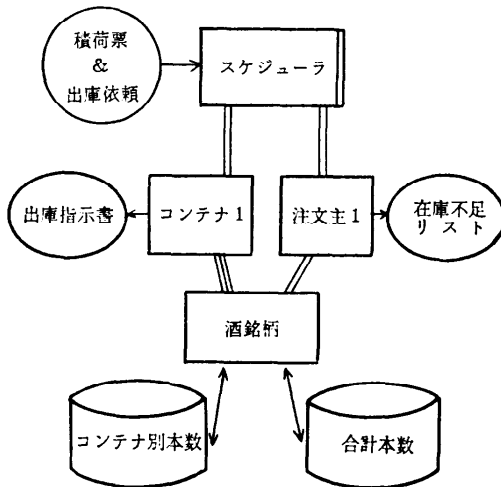 積荷票
&
出庫依頼
スケジューラ
出庫指示書
コンテナ1
注文主1
在庫不足
リスト
酒銘柄
コンテナ別本数
合計本数